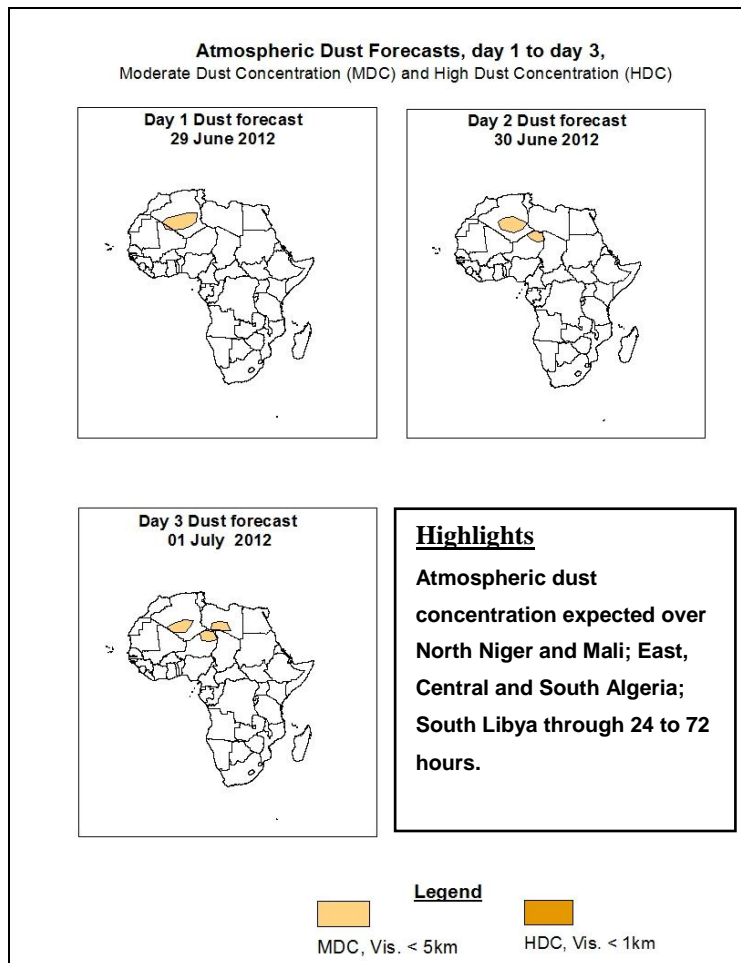 Atmospheric Dust Forecasts, day 1 to day 3,
Moderate Dust Concentration (MDC) and High Dust Concentration (HDC)
Day 1 Dust forecast
29 June 2012
Day 2 Dust forecast
30 June 2012
Day 3 Dust forecast
01 July 2012
Highlights
Atmospheric dust
concentration expected over
North Niger and Mali; East,
Central and South Algeria;
South Libya through 24 to 72
hours.
Legend
MDC, Vis. < 5km
HDC, Vis. < 1km